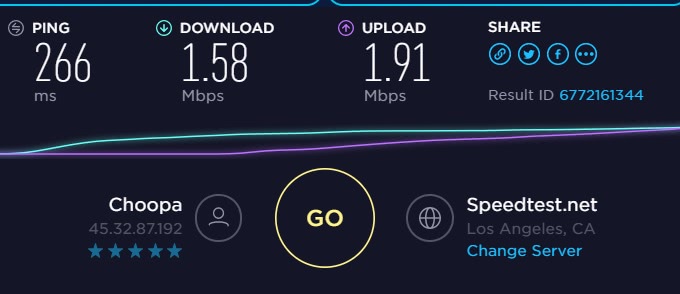 PING
266
ms
DOWNLOAD
1.58
Mbps
UPLOAD
1.91
Mbps
SHARE
Result ID 6772161344
Choopa
45.32.87.192
GO
Speedtest.net
Los Angeles, CA
Change Server